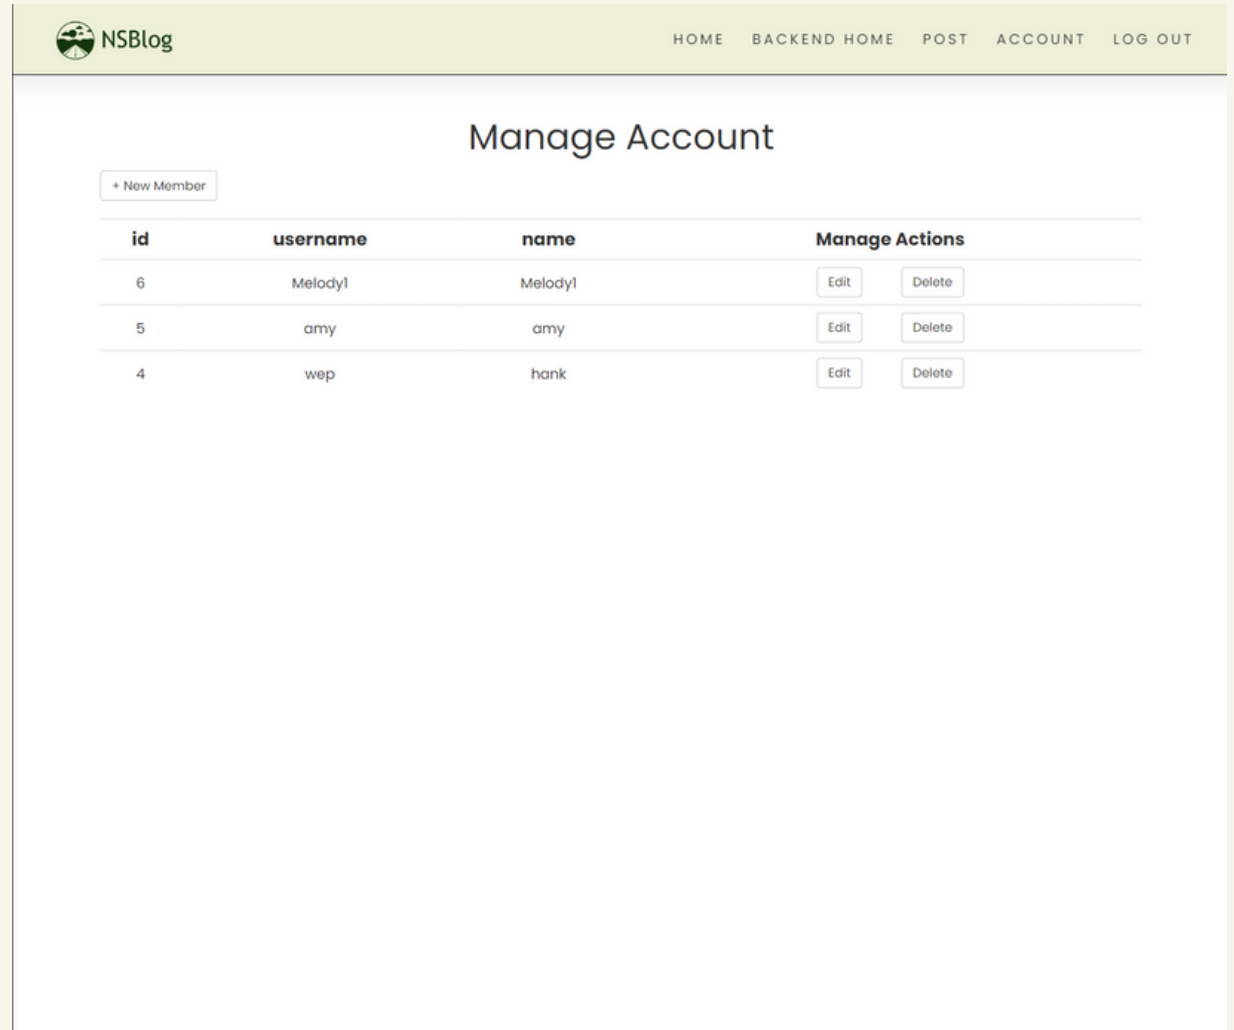 NSBlog HOME BACKEND HOME POST ACCOUNT LOG OUT
Manage Account
+ New Member
id username name Manage Actions
6 Melody1 Melody1 Edit Delete
5 amy amy Edit Delete
4 wep hank Edit Delete